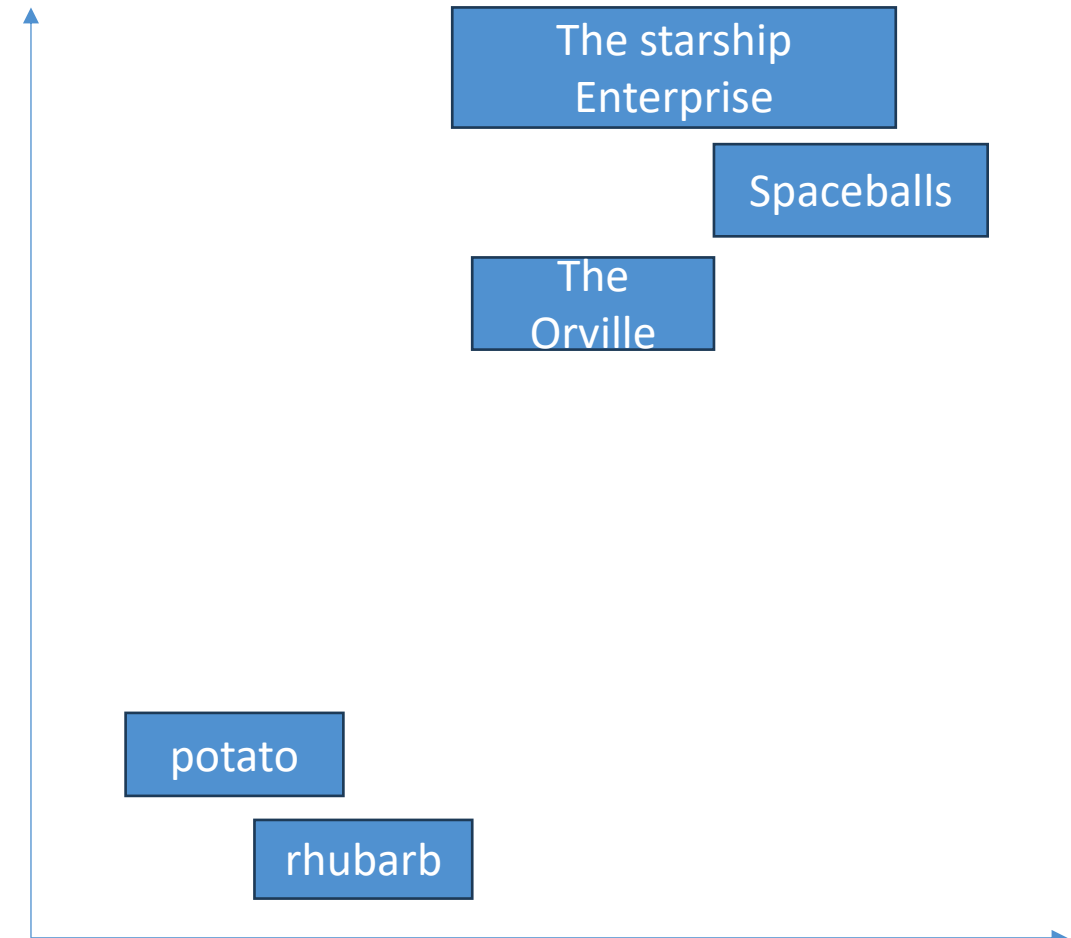 The starship
Enterprise
Spaceballs
The
Orville
potato
rhubarb